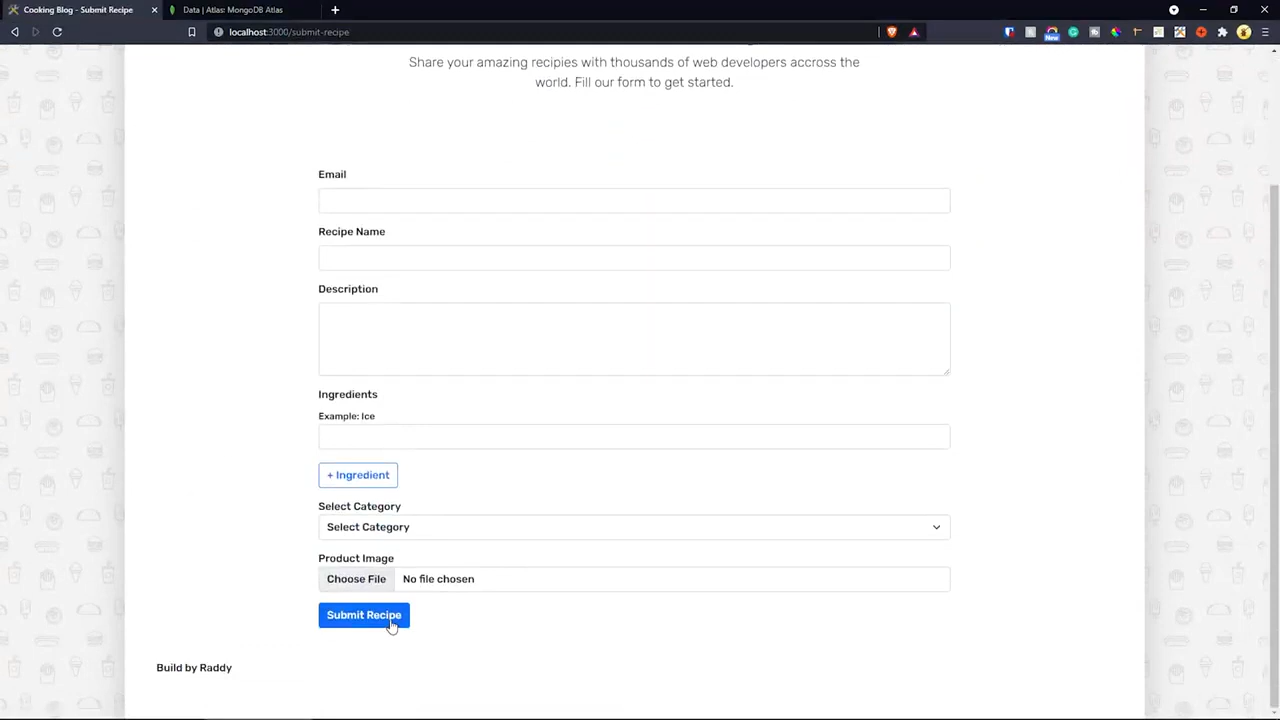 Cooking Blog - Submit Recipe
Data | Atlas: MongoDB Atlas
localhost:3000/submit-recipe
New
Share your amazing recipies with thousands of web developers accross the
world. Fill our form to get started.
Email
Recipe Name
Description
Ingredients
Example: Ice
+ Ingredient
Select Category
Select Category
Product Image
Choose File No file chosen
Submit Recipe
Build by Raddy